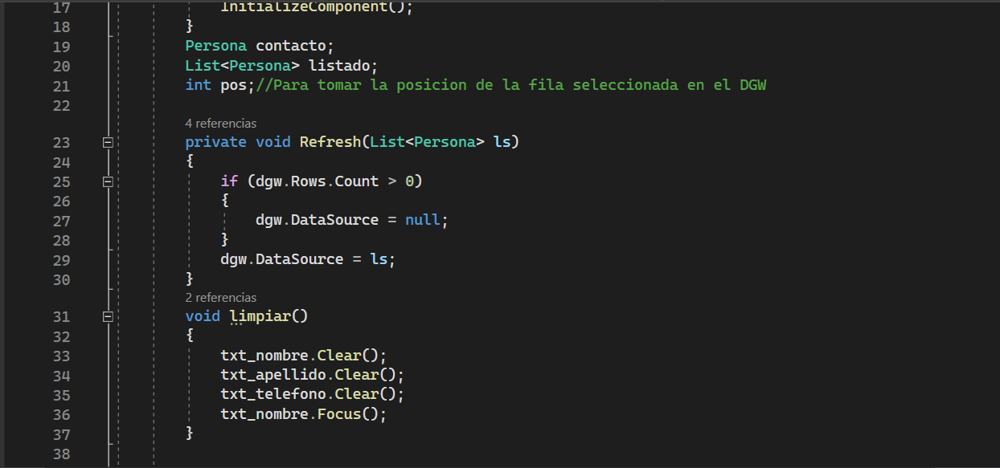 17 InitializeComponent();
18 }
19 Persona contacto;
20 List<Persona> listado;
21 int pos;//Para tomar la posicion de la fila seleccionada en el DGW
22
4 referencias
23 private void Refresh(List<Persona> ls)
24 {
25 if (dgw.Rows.Count > 0)
26 {
27 dgw.DataSource = null;
28 }
29 dgw.DataSource = ls;
30 }
2 referencias
31 void limpiar()
32 {
33 txt_nombre.Clear();
34 txt_apellido.Clear();
35 txt_telefono.Clear();
36 txt_nombre.Focus();
37 }
38